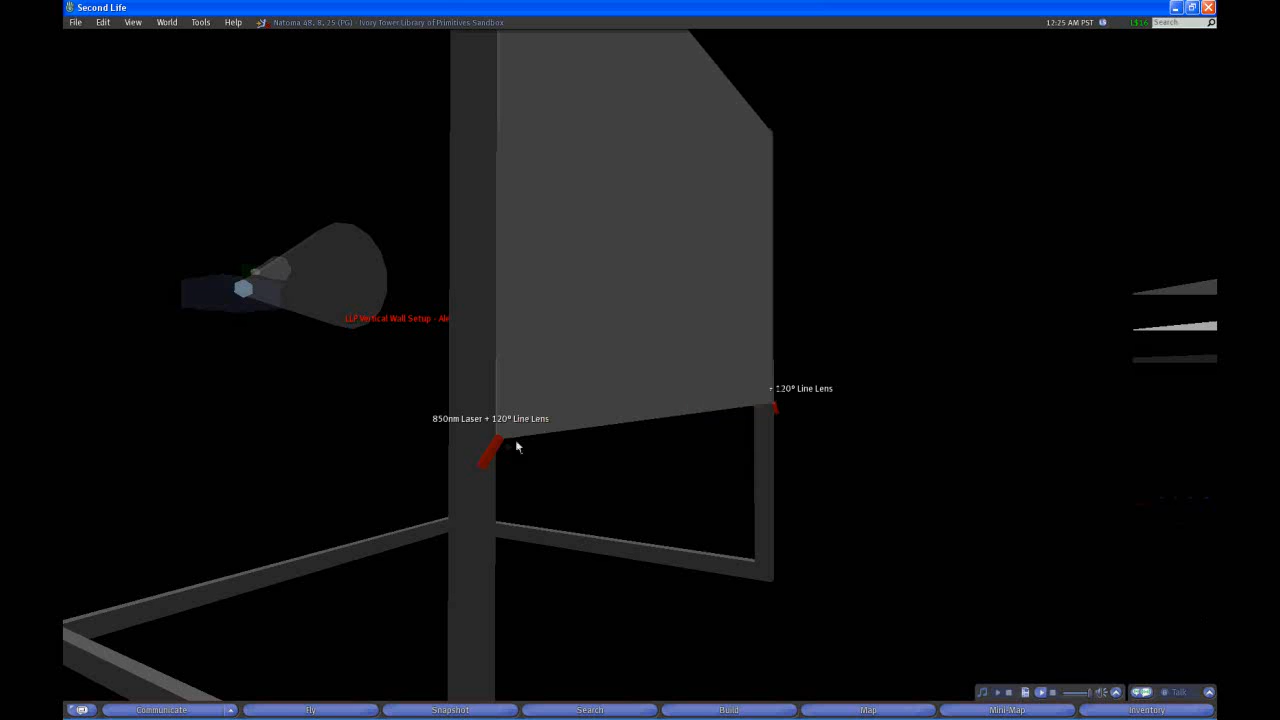 Second Life
File Edit View World Tools Help Natoma 48, 8, 25 (PG) - Ivory Tower Library of Primitives Sandbox 12:25 AM PST L$16 Search
LLP Vertical Wall Setup - Ale
+ 120° Line Lens
850nm Laser + 120° Line Lens
Talk
Communicate Fly Snapshot Search Build Map Mini-Map Inventory